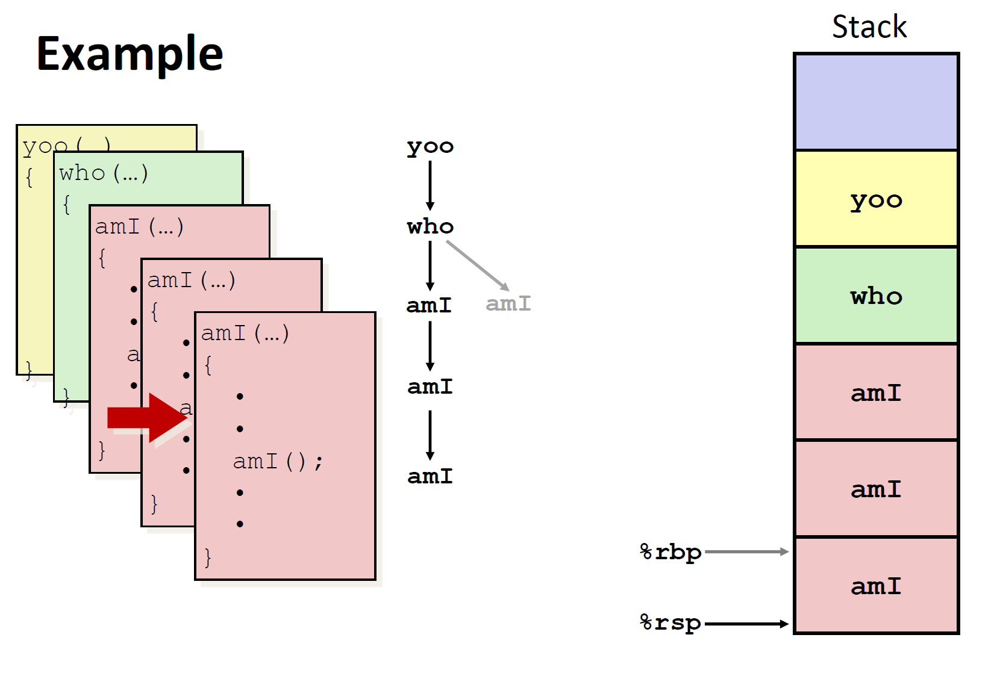 Example
Stack
yoo(…)
{
}
who(…)
{
}
amI(…)
{
•
•
a
•
}
amI(…)
{
•
•
a
•
•
}
amI(…)
{
•
•
amI();
•
•
}
yoo
who
amI amI
amI
amI
yoo
who
amI
amI
amI
%rbp
%rsp